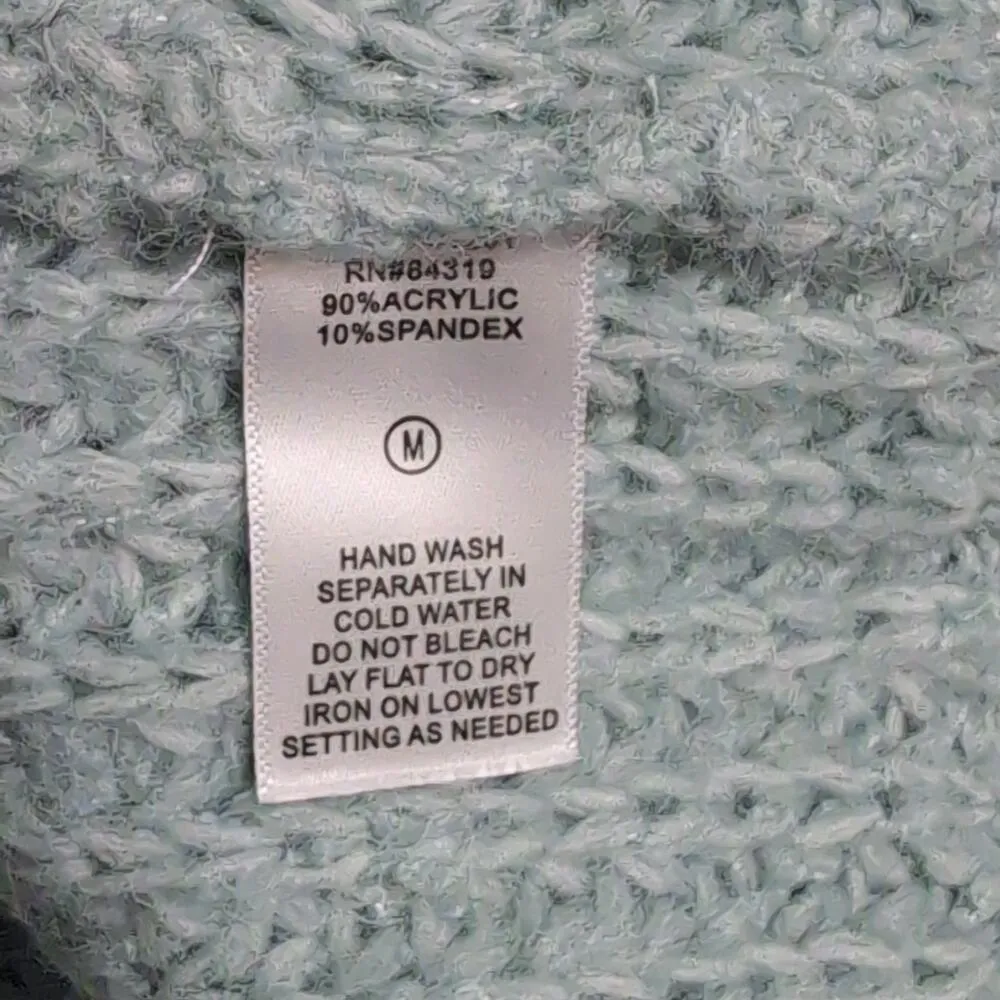 RN#84319
90%ACRYLIC
10%SPANDEX
M
HAND WASH
SEPARATELY IN
COLD WATER
DO NOT BLEACH
LAY FLAT TO DRY
IRON ON LOWEST
SETTING AS NEEDED